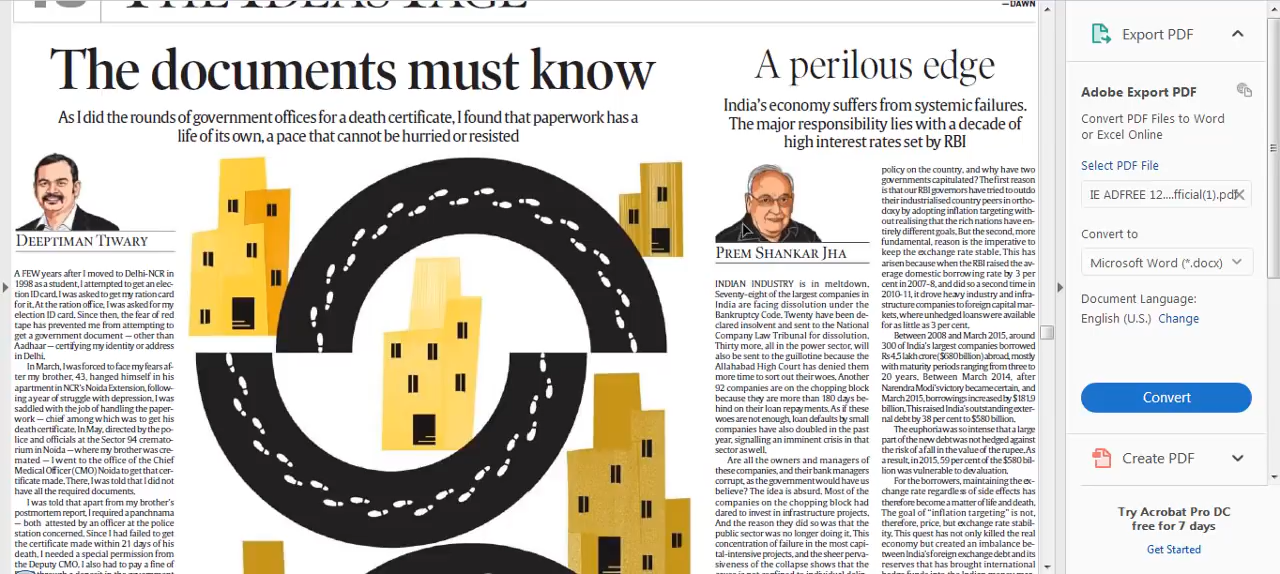 THE IDEAS PAGE
—DAWN
The documents must know
As I did the rounds of government offices for a death certificate, I found that paperwork has a
life of its own, a pace that cannot be hurried or resisted
DEEPTIMAN TIWARY
A FEW years after I moved to Delhi-NCR in
1998 as a student, I attempted to get an elec-
tion ID card. I was asked to get my ration card
for it. At the ration office, I was asked for my
election ID card. Since then, the fear of red
tape has prevented me from attempting to
get a government document — other than
Aadhaar — certifying my identity or address
in Delhi.
In March, I was forced to face my fears af-
ter my brother, 43, hanged himself in his
apartment in NCR's Noida Extension, follow-
ing a year of struggle with depression. I was
saddled with the job of handling the paper-
work — chief among which was to get his
death certificate. In May, directed by the po-
lice and officials at the Sector 94 cremato-
rium in Noida — where my brother was cre-
mated — I went to the office of the Chief
Medical Officer (CMO) Noida to get that cer-
tificate made. There, I was told that I did not
have all the required documents.
I was told that apart from my brother's
postmortem report, I required a panchnama
— both attested by an officer at the police
station concerned. Since I had failed to get
the certificate made within 21 days of his
death, I needed a special permission from
the Deputy CMO. I also had to pay a fine of
through a deposit in the government
A perilous edge
India's economy suffers from systemic failures.
The major responsibility lies with a decade of
high interest rates set by RBI
PREM SHANKAR JHA
INDIAN INDUSTRY is in meltdown.
Seventy-eight of the largest companies in
India are facing dissolution under the
Bankruptcy Code. Twenty have been de-
clared insolvent and sent to the National
Company Law Tribunal for dissolution.
Thirty more, all in the power sector, will
also be sent to the guillotine because the
Allahabad High Court has denied them
more time to sort out their woes. Another
92 companies are on the chopping block
because they are more than 180 days be-
hind on their loan repayments. As if these
woes are not enough, loan defaults by small
companies have also doubled in the past
year, signalling an imminent crisis in that
sector as well.
Are all the owners and managers of
these companies, and their bank managers
corrupt, as the government would have us
believe? The idea is absurd. Most of the
companies on the chopping block had
dared to invest in infrastructure projects.
And the reason they did so was that the
public sector was no longer doing it. This
concentration of failure in the most capi-
tal-intensive projects, and the sheer perva-
siveness of the collapse shows that the
policy on the country, and why have two
governments capitulated? The first reason
is that our RBI governors have tried to outdo
their industrialised country peers in ortho-
doxy by adopting inflation targeting with-
out realising that the rich nations have en-
tirely different goals. But the second, more
fundamental, reason is the imperative to
keep the exchange rate stable. This has
arisen because when the RBI raised the av-
erage domestic borrowing rate by 3 per
cent in 2007-8, and did so a second time in
2010-11, it drove heavy industry and infra-
structure companies to foreign capital mar-
kets, where unhedged loans were available
for as little as 3 per cent.
Between 2008 and March 2015, around
300 of India's largest companies borrowed
Rs 4.5 lakh crore ($680 billion) abroad, mostly
with maturity periods ranging from three to
20 years. Between March 2014, after
Narendra Modi's victory became certain, and
March 2015, borrowings increased by $181.9
billion. This raised India's outstanding exter-
nal debt by 38 per cent to $580 billion.
The euphoria was so intense that a large
part of the new debt was not hedged against
the risk of a fall in the value of the rupee. As
a result, in 2015, 59 per cent of the $580 bil-
lion was vulnerable to devaluation.
For the borrowers, maintaining the ex-
change rate regardless of side effects has
therefore become a matter of life and death.
The goal of "inflation targeting" is not,
therefore, price, but exchange rate stabil-
ity. This quest has not only killed the real
economy but created an imbalance be-
tween India's foreign exchange debt and its
reserves that has brought international
Export PDF
Adobe Export PDF
Convert PDF Files to Word
or Excel Online
Select PDF File
IE ADFREE 12....fficial(1).pdf
Convert to
Microsoft Word (*.docx)
Document Language:
English (U.S.) Change
Convert
Create PDF
Try Acrobat Pro DC
free for 7 days
Get Started